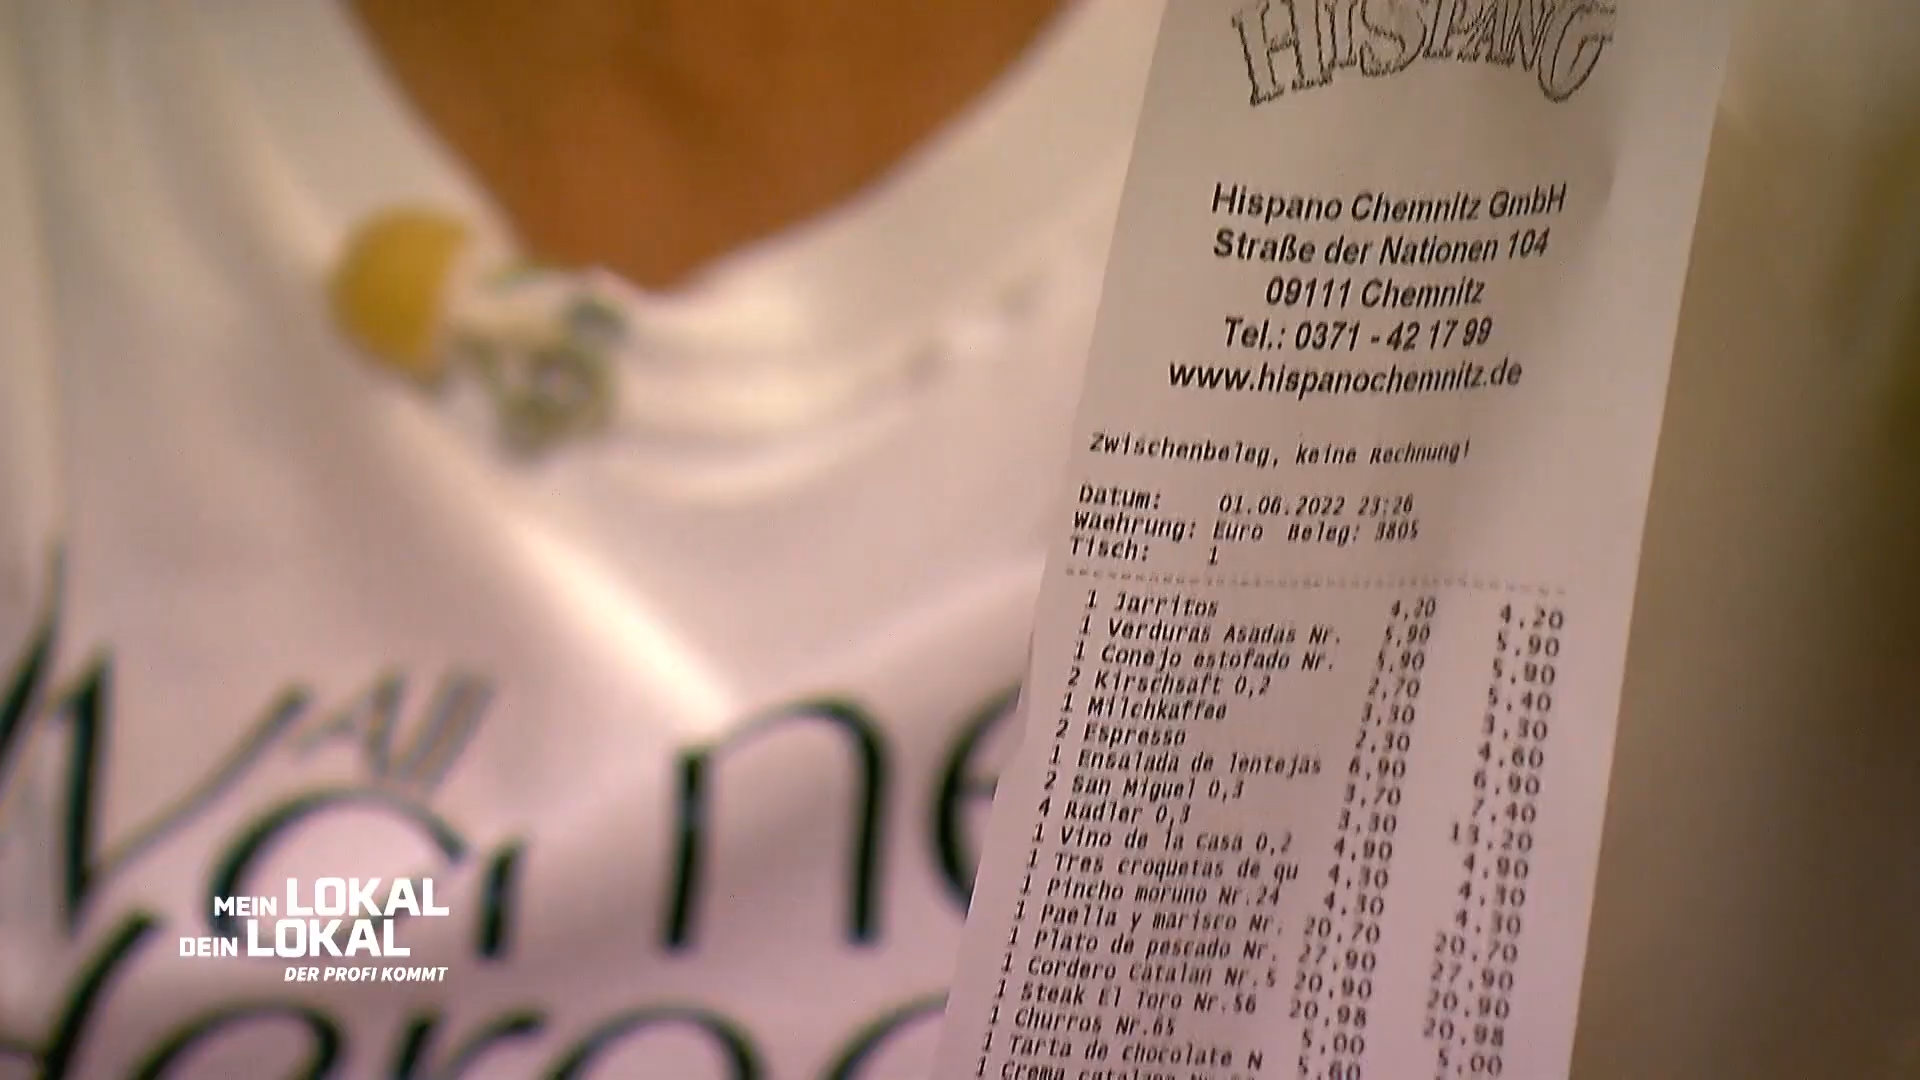 HISPANO
Hispano Chemnitz GmbH
Straße der Nationen 104
09111 Chemnitz
Tel.: 0371 - 42 17 99
www.hispanochemnitz.de
Zwischenbeleg, keine Rechnung!
Datum: 01.06.2022 23:26
Waehrung: Euro Beleg: 3805
Tisch: 1
1 Jarritos 4,20 4,20
1 Verduras Asadas Nr. 5,90 5,90
1 Conejo estofado Nr. 5,90 5,90
2 Kirschsaft 0,2 2,70 5,40
1 Milchkaffee 3,30 3,30
2 Espresso 2,30 4,60
1 Ensalada de lentejas 6,90 6,90
2 San Miguel 0,3 3,70 7,40
4 Radler 0,3 3,30 13,20
1 Vino de la casa 0,2 4,90 4,90
1 Tres croquetas de qu 4,30 4,30
1 Pincho moruno Nr.24 4,30 4,30
1 Paella y marisco Nr. 20,70 20,70
1 Plato de pescado Nr. 27,90 27,90
1 Cordero Catalan Nr.5 20,90 20,90
1 Steak El Toro Nr.56 20,98 20,98
1 Churros Nr.65 5,00 5,00
1 Tarta de chocolate N 5,60
1 Crema
ne
MEIN LOKAL
DEIN LOKAL
DER PROFI KOMMT